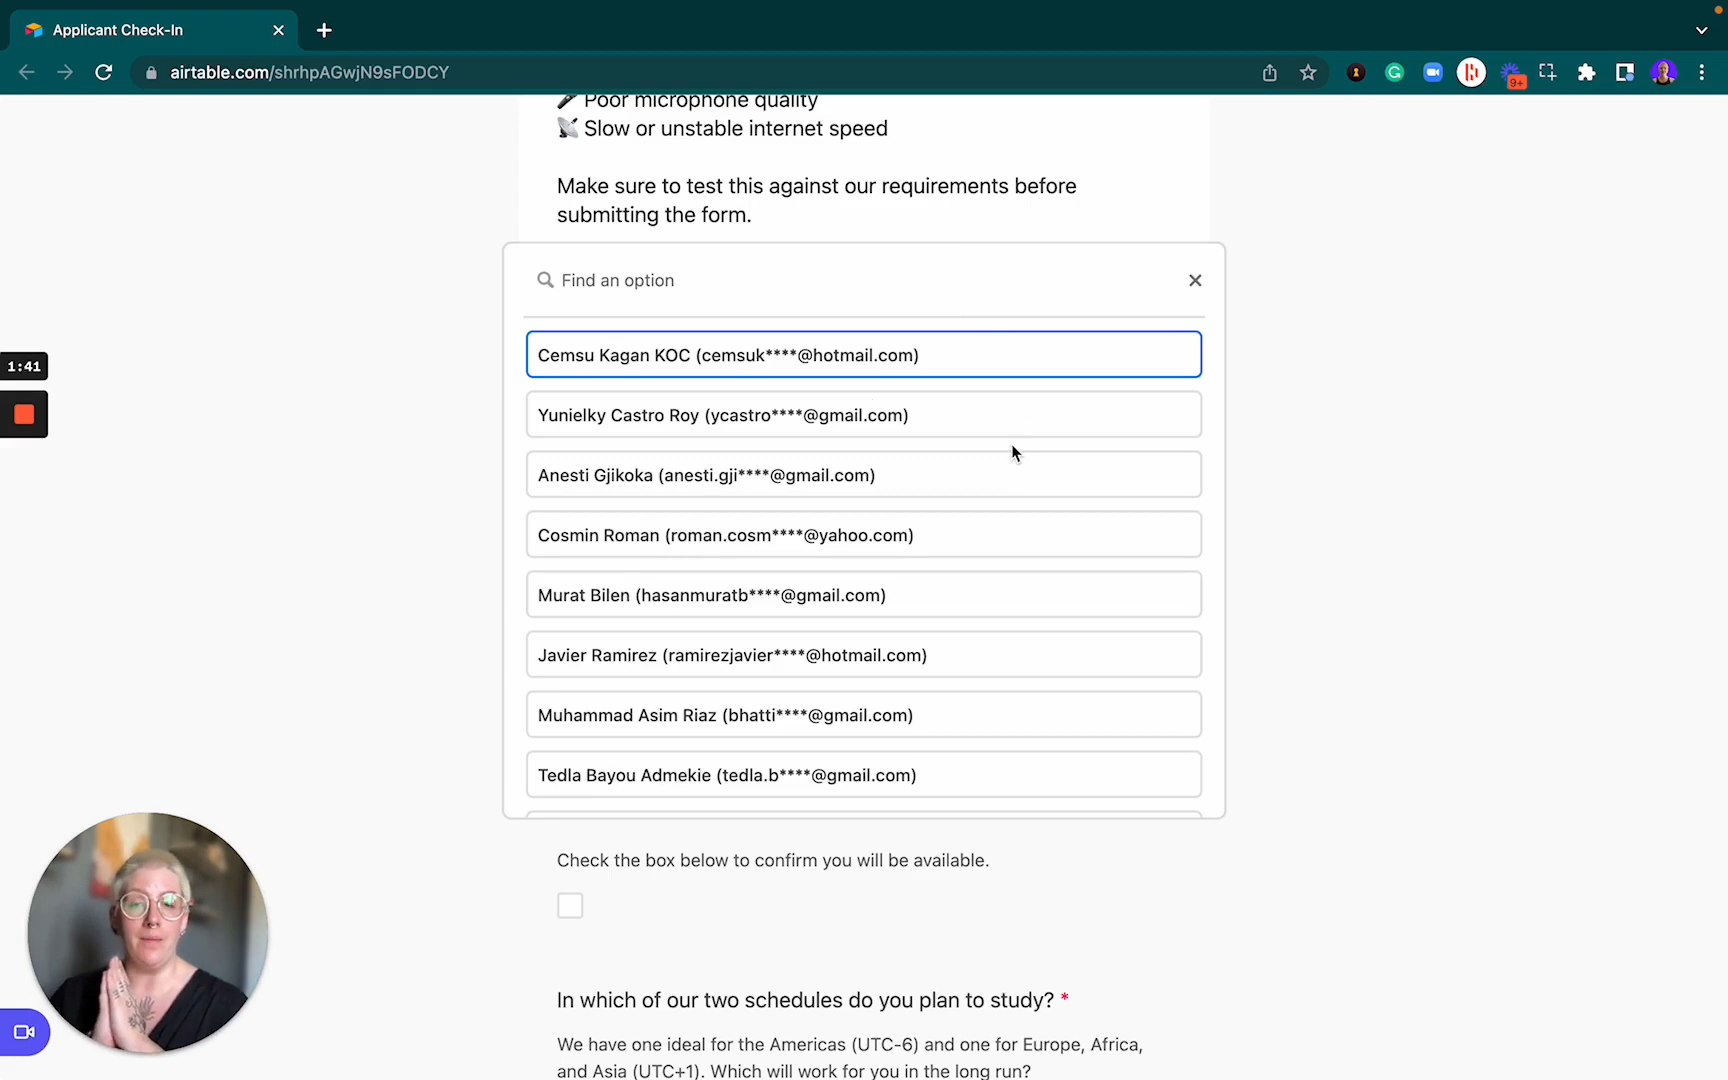 Applicant Check-In
airtable.com/shrhpAGwjN9sFODCY
9+
🎤 Poor microphone quality
📡 Slow or unstable internet speed
Make sure to test this against our requirements before
submitting the form.
Find an option
Cemsu Kagan KOC (cemsuk****@hotmail.com)
Yunielky Castro Roy (ycastro****@gmail.com)
1:41
Anesti Gjikoka (anesti.gji****@gmail.com)
Cosmin Roman (roman.cosm****@yahoo.com)
Murat Bilen (hasanmuratb****@gmail.com)
Javier Ramirez (ramirezjavier****@hotmail.com)
Muhammad Asim Riaz (bhatti****@gmail.com)
Tedla Bayou Admekie (tedla.b****@gmail.com)
Check the box below to confirm you will be available.
In which of our two schedules do you plan to study? *
We have one ideal for the Americas (UTC-6) and one for Europe, Africa,
and Asia (UTC+1). Which will work for you in the long run?